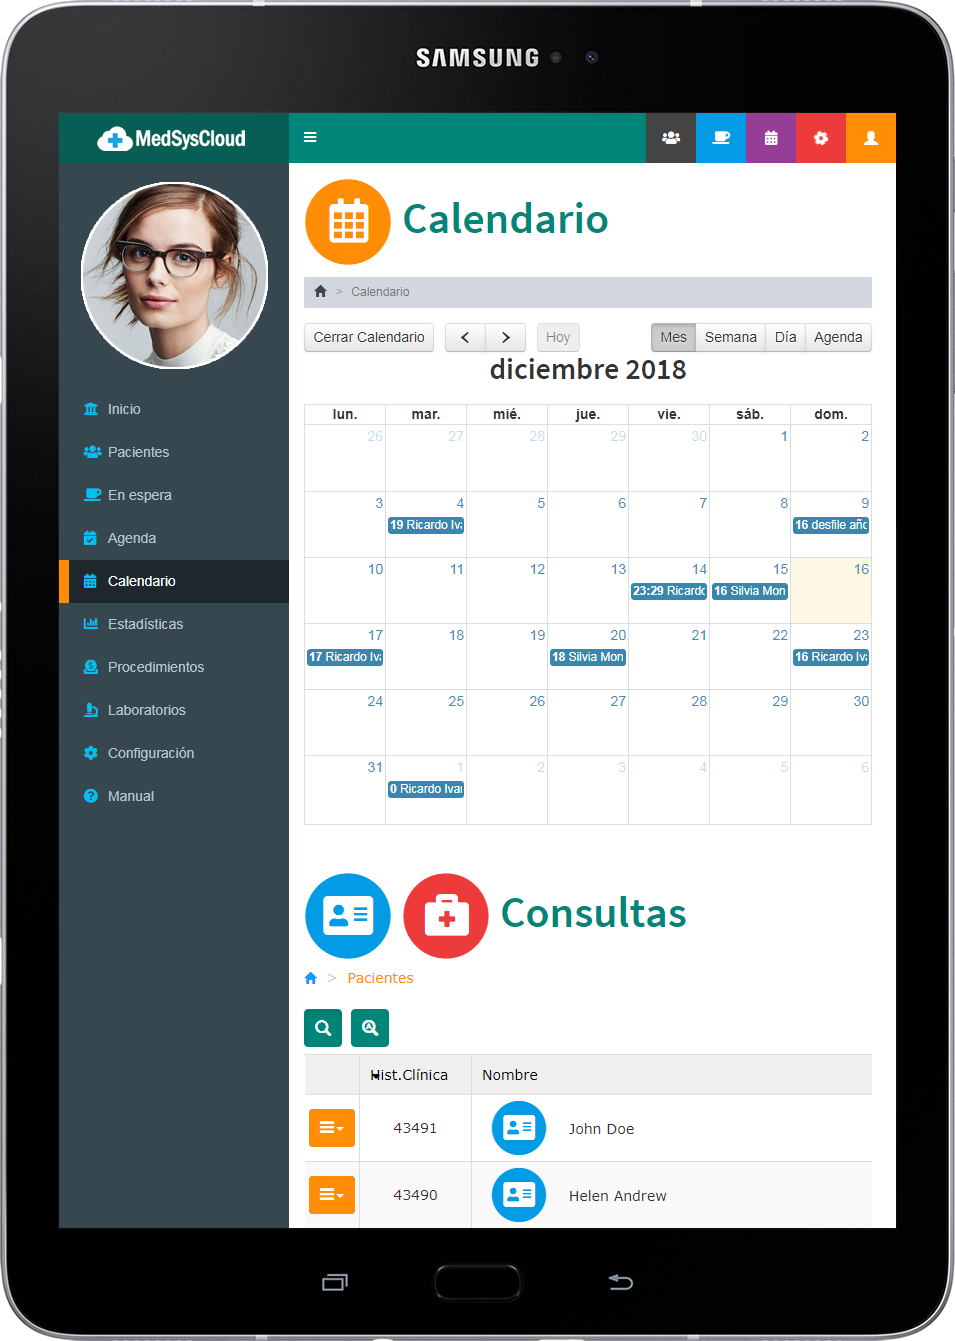 SAMSUNG
MedSysCloud
Calendario
> Calendario
Cerrar Calendario < > Hoy Mes Semana Día Agenda
diciembre 2018
lun. mar. mié. jue. vie. sáb. dom.
26 27 28 29 30 1 2
3 4 5 6 7 8 9
19 Ricardo Iva 16 desfile año
10 11 12 13 14 15 16
23:29 Ricardo 16 Silvia Mon
17 18 19 20 21 22 23
17 Ricardo Iva 18 Silvia Mon 16 Ricardo Iva
24 25 26 27 28 29 30
31 1 2 3 4 5 6
0 Ricardo Ivan
Inicio
Pacientes
En espera
Agenda
Calendario
Estadísticas
Procedimientos
Laboratorios
Configuración
Manual
Consultas
> Pacientes
Hist.Clínica Nombre
43491 John Doe
43490 Helen Andrew